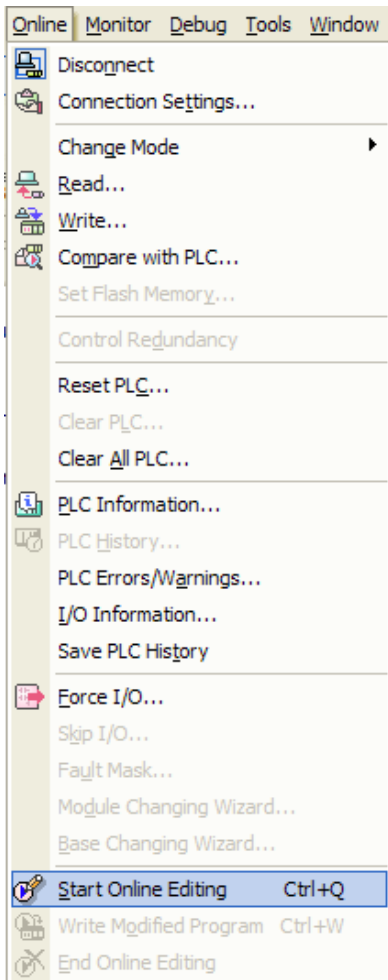 Online Monitor Debug Tools Window
Disconnect
Connection Settings...
Change Mode
Read...
Write...
Compare with PLC...
Set Flash Memory...
Control Redundancy
Reset PLC...
Clear PLC...
Clear All PLC...
PLC Information...
PLC History...
PLC Errors/Warnings...
I/O Information...
Save PLC History
Force I/O...
Skip I/O...
Fault Mask...
Module Changing Wizard...
Base Changing Wizard...
Start Online Editing Ctrl+Q
Write Modified Program Ctrl+W
End Online Editing